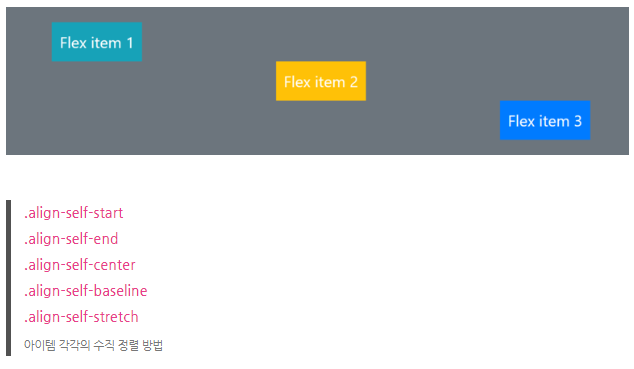 Flex item 1
Flex item 2
Flex item 3
.align-self-start
.align-self-end
.align-self-center
.align-self-baseline
.align-self-stretch
아이템 각각의 수직 정렬 방법